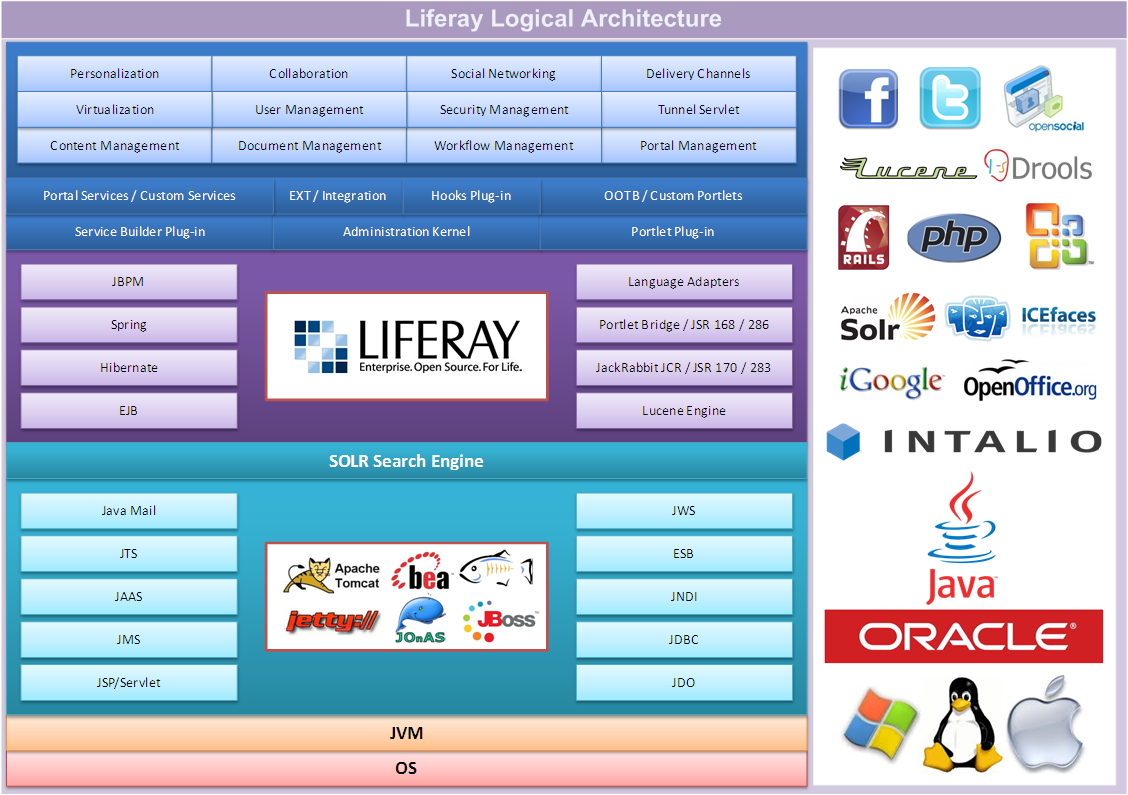 Liferay Logical Architecture
Personalization
Collaboration
Social Networking
Delivery Channels
Virtualization
User Management
Security Management
Tunnel Servlet
Content Management
Document Management
Workflow Management
Portal Management
Portal Services / Custom Services
EXT / Integration
Hooks Plug-in
OOTB / Custom Portlets
Service Builder Plug-in
Administration Kernel
Portlet Plug-in
JBPM
Spring
Hibernate
EJB
LIFERAY
Enterprise. Open Source. For Life.
Language Adapters
Portlet Bridge / JSR 168 / 286
JackRabbit JCR / JSR 170 / 283
Lucene Engine
SOLR Search Engine
Java Mail
JTS
JAAS
JMS
JSP/Servlet
Apache
Tomcat
bea
jetty://
JOnAS
JBoss™
JWS
ESB
JNDI
JDBC
JDO
JVM
OS
f
t
opensocial
Lucene
Drools
RAILS
php
Apache
Solr
ICEfaces
iGoogle™
OpenOffice.org
INTALIO
Java™
ORACLE®